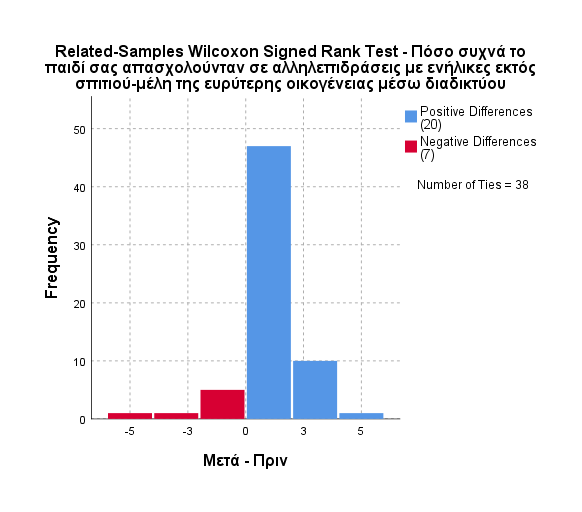 Related-Samples Wilcoxon Signed Rank Test - Πόσο συχνά το
παιδί σας απασχολούνταν σε αλληλεπιδράσεις με ενήλικες εκτός
σπιτιού-μέλη της ευρύτερης οικογένειας μέσω διαδικτύου
Positive Differences
(20)
Negative Differences
(7)
Number of Ties = 38
Frequency
50
40
30
20
10
0
-5 -3 0 3 5
Μετά - Πριν